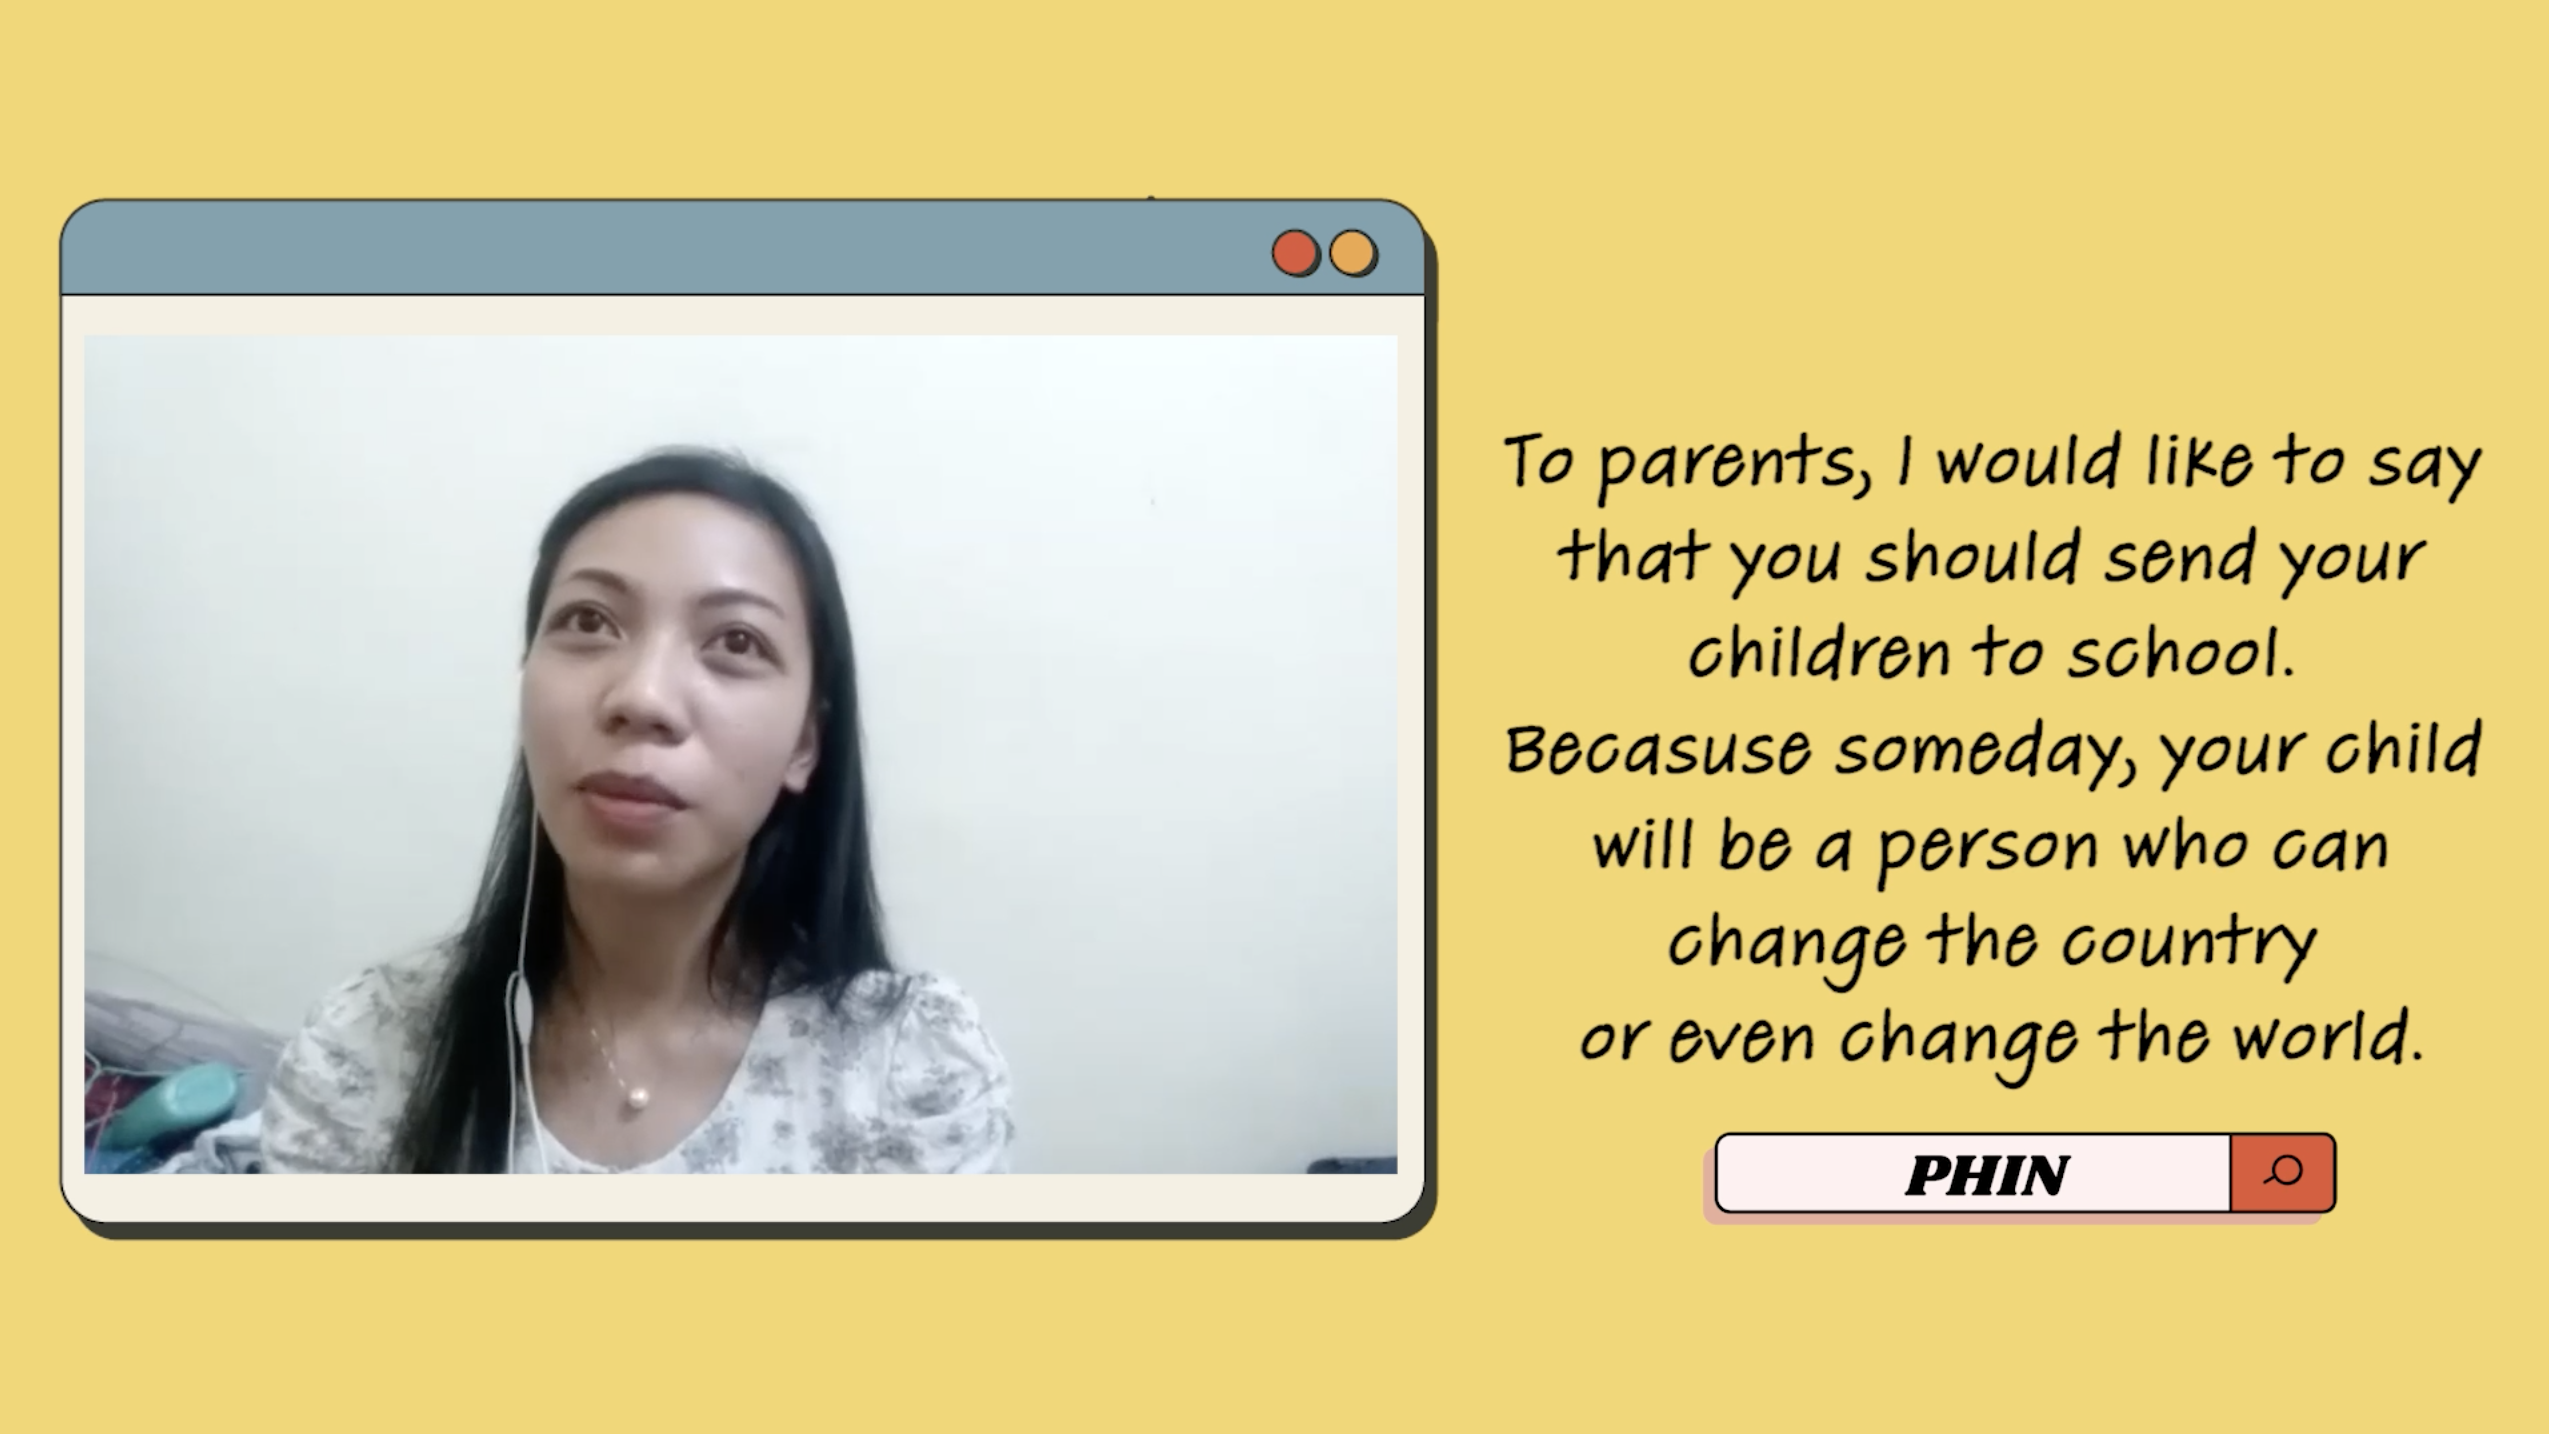 To parents, I would like to say
that you should send your
children to school.
Becasuse someday, your child
will be a person who can
change the country
or even change the world.
PHIN